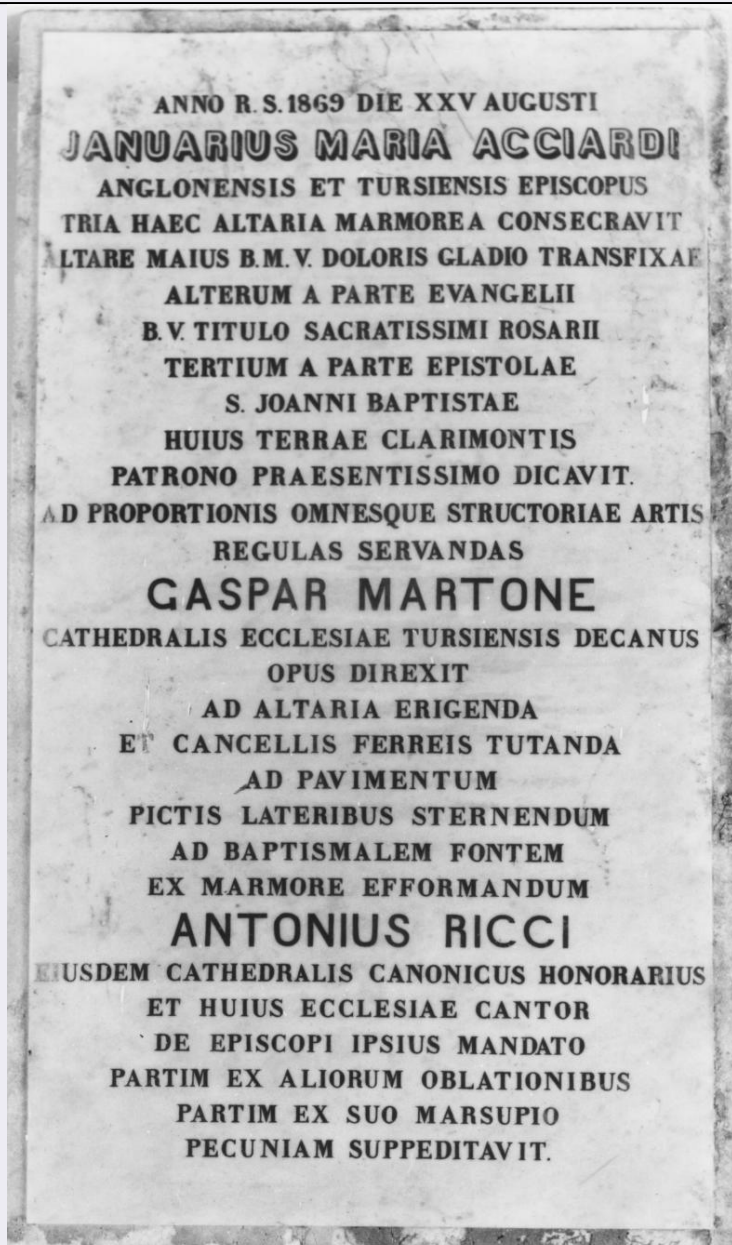 ANNO R. S. 1869 DIE XXV AUGUSTI
JANUARIUS MARIA ACCIARDI
ANGLONENSIS ET TURSIENSIS EPISCOPUS
TRIA HAEC ALTARIA MARMOREA CONSECRAVIT
ALTARE MAIUS B. M. V. DOLORIS GLADIO TRANSFIXAE
ALTERUM A PARTE EVANGELII
B. V. TITULO SACRATISSIMI ROSARII
TERTIUM A PARTE EPISTOLAE
S. JOANNI BAPTISTAE
HUIUS TERRAE CLARIMONTIS
PATRONO PRAESENTISSIMO DICAVIT.
AD PROPORTIONIS OMNESQUE STRUCTORIAE ARTIS
REGULAS SERVANDAS
GASPAR MARTONE
CATHEDRALIS ECCLESIAE TURSIENSIS DECANUS
OPUS DIREXIT
AD ALTARIA ERIGENDA
ET CANCELLIS FERREIS TUTANDA
AD PAVIMENTUM
PICTIS LATERIBUS STERNENDUM
AD BAPTISMALEM FONTEM
EX MARMORE EFFORMANDUM
ANTONIUS RICCI
EIUSDEM CATHEDRALIS CANONICUS HONORARIUS
ET HUIUS ECCLESIAE CANTOR
DE EPISCOPI IPSIUS MANDATO
PARTIM EX ALIORUM OBLATIONIBUS
PARTIM EX SUO MARSUPIO
PECUNIAM SUPPEDITAVIT.